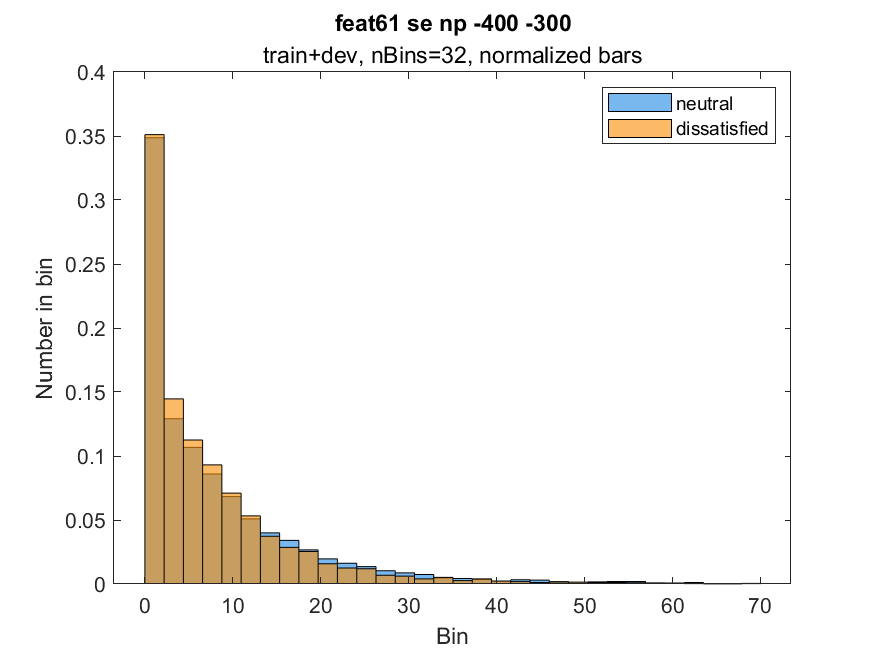 feat61 se np -400 -300
train+dev, nBins=32, normalized bars
0.4
0.35
0.3
0.25
0.2
0.15
0.1
0.05
0
Number in bin
neutral
dissatisfied
0 10 20 30 40 50 60 70
Bin